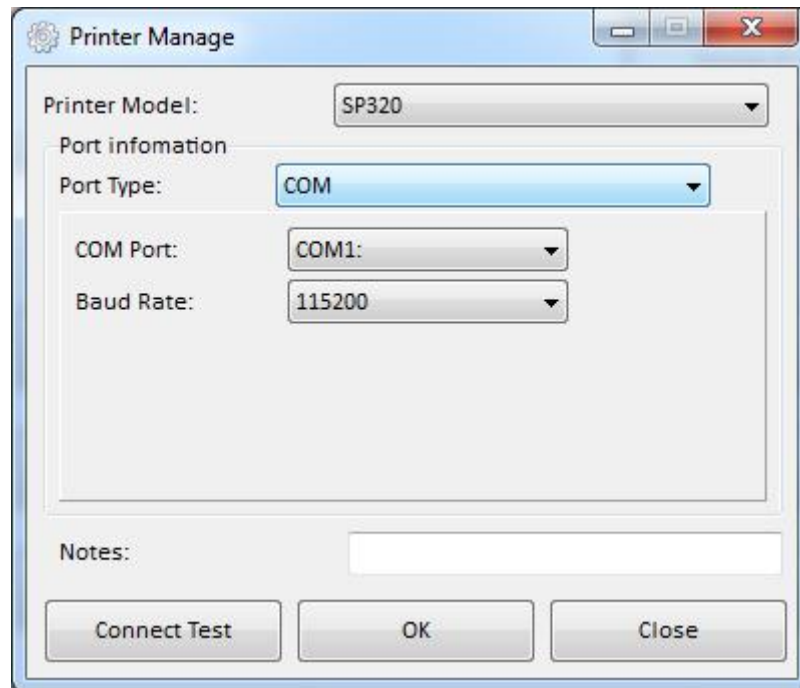 Printer Manage
Printer Model: SP320
Port infomation
Port Type: COM
COM Port: COM1:
Baud Rate: 115200
Notes:
Connect Test OK Close